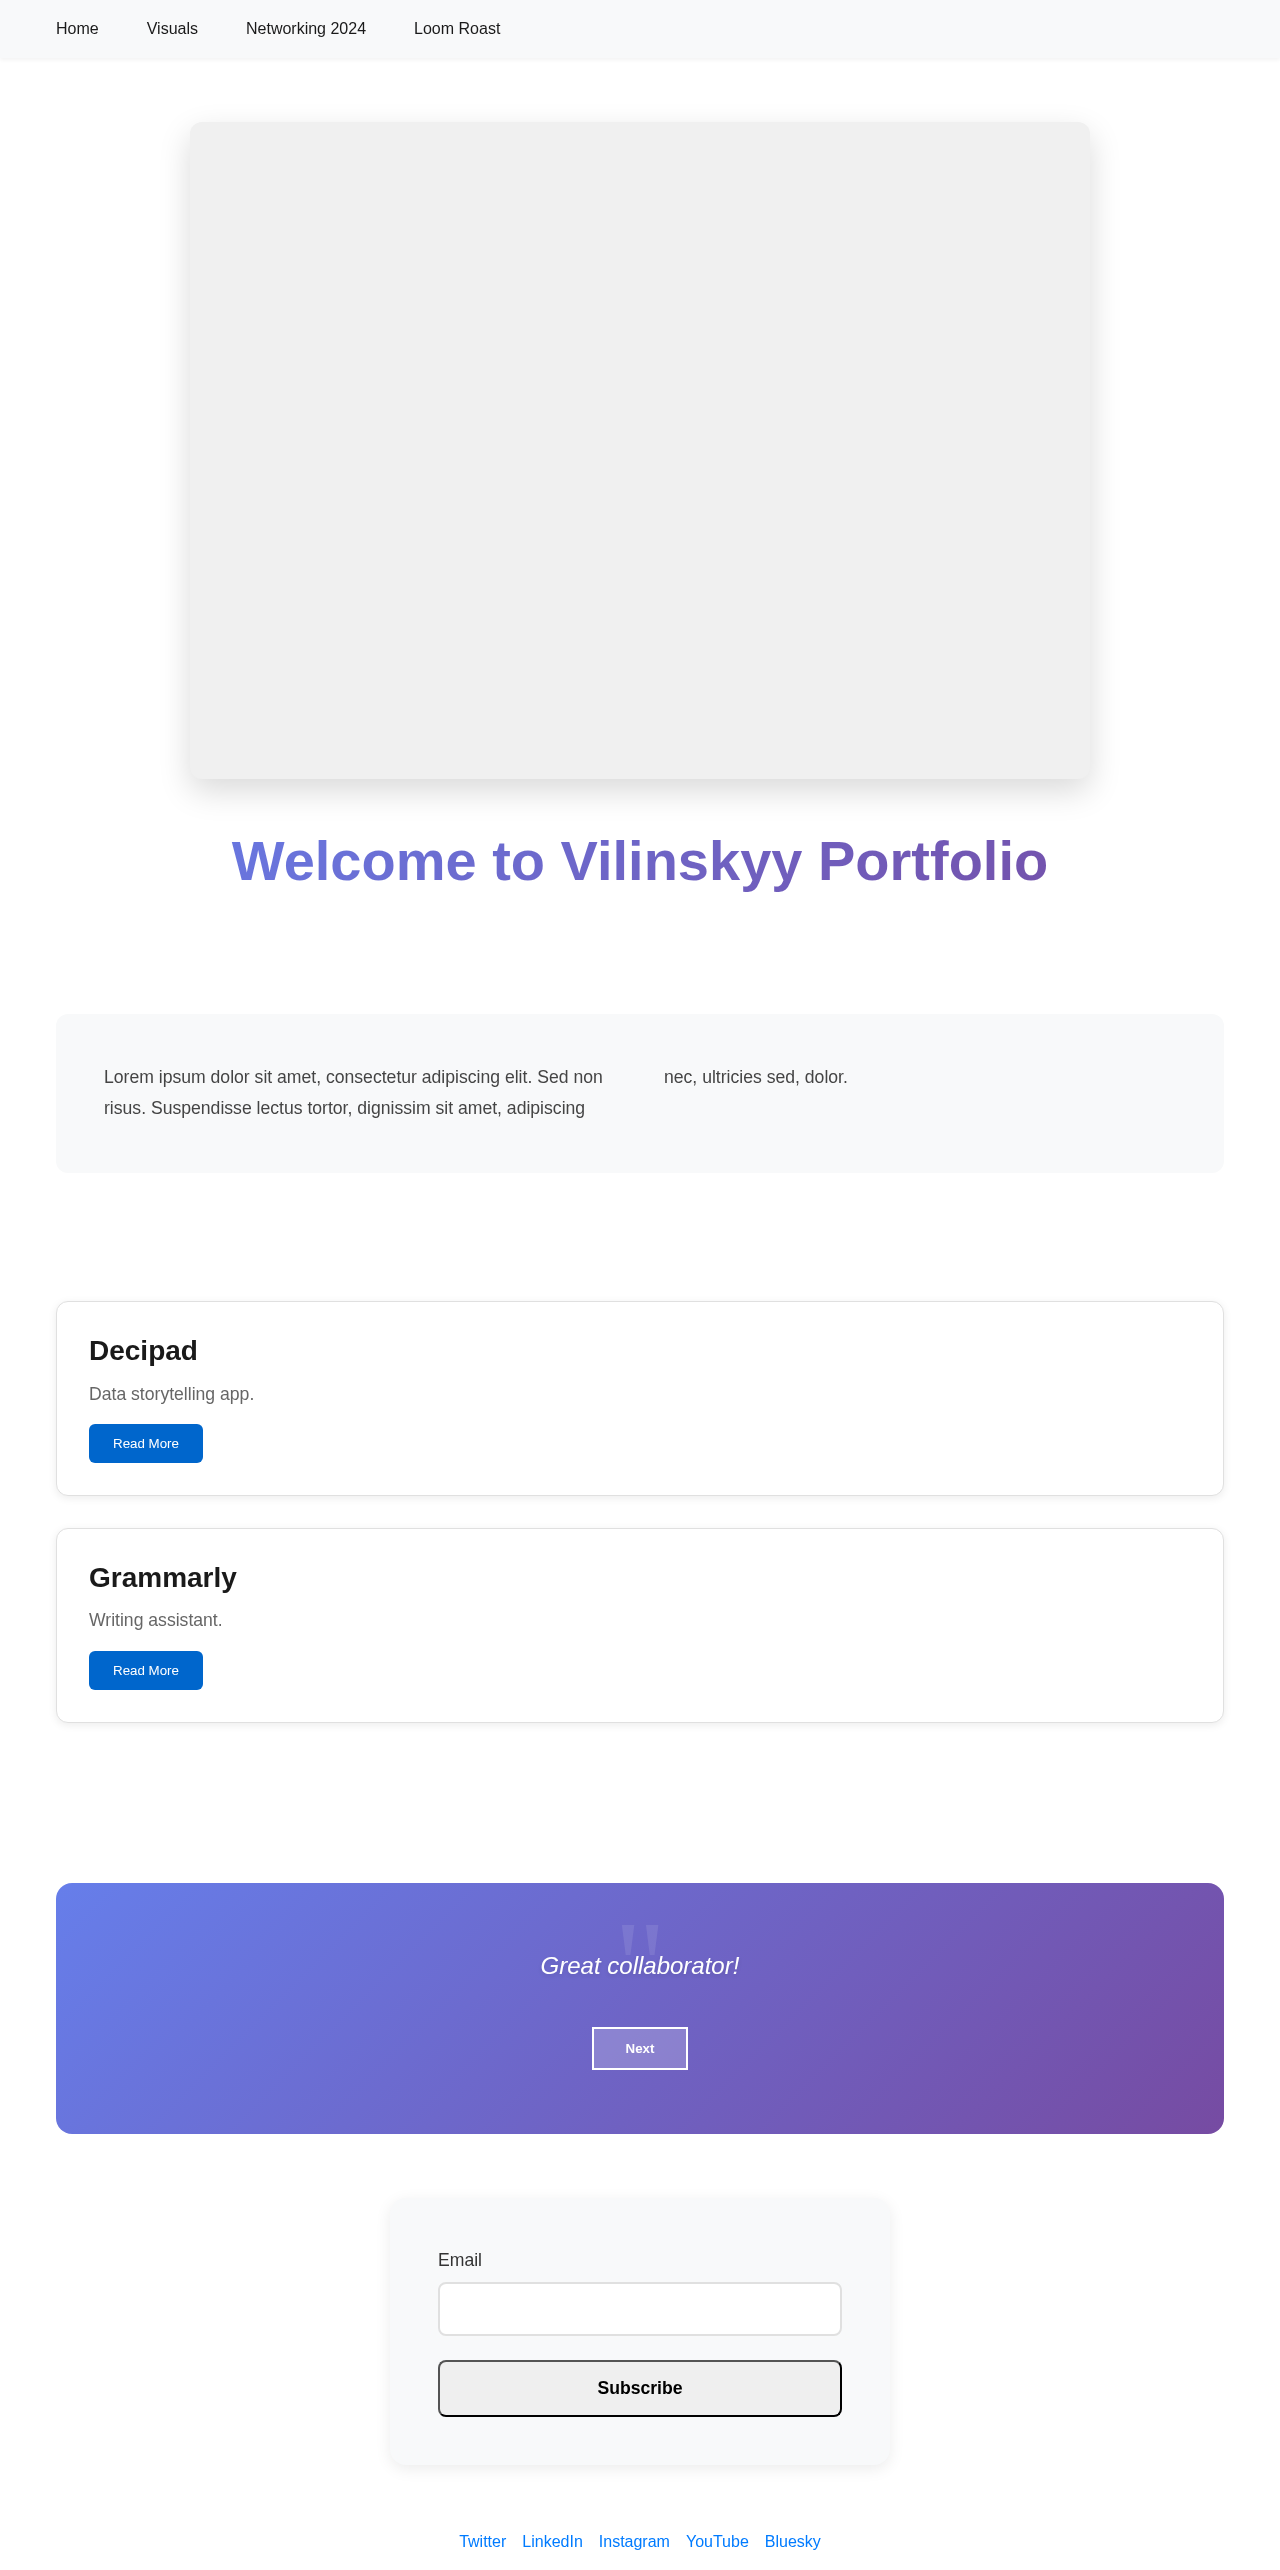 Home Visuals Networking 2024 Loom Roast
Welcome to Vilinskyy Portfolio
Lorem ipsum dolor sit amet, consectetur adipiscing elit. Sed non
risus. Suspendisse lectus tortor, dignissim sit amet, adipiscing
nec, ultricies sed, dolor.
Decipad
Data storytelling app.
Read More
Grammarly
Writing assistant.
Read More
"
Great collaborator!
Next
Email
Subscribe
Twitter LinkedIn Instagram YouTube Bluesky